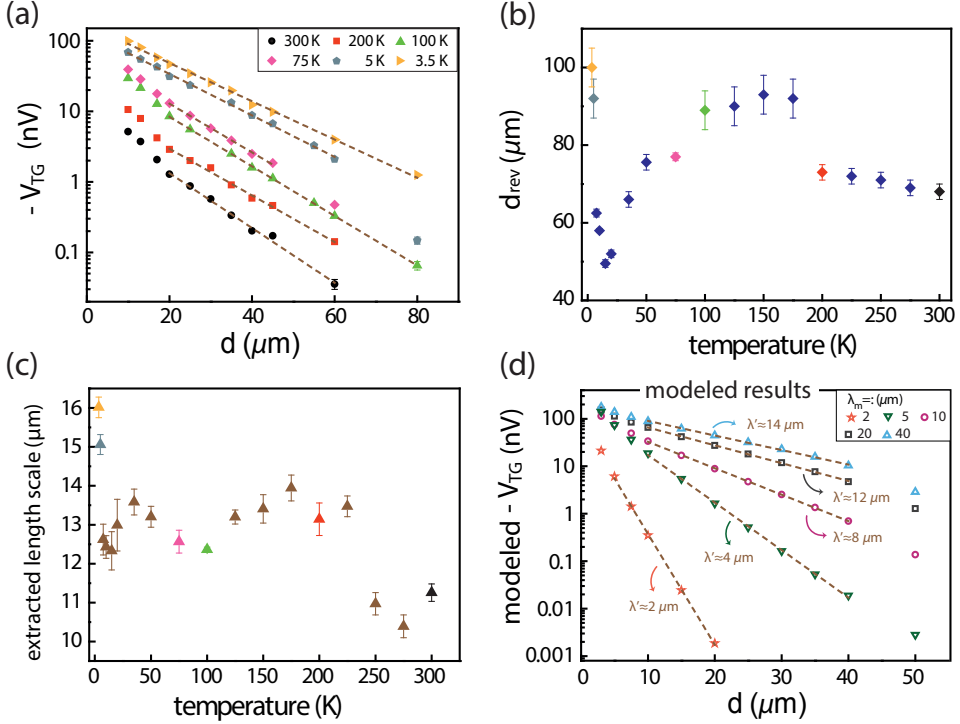 (a)
- V_TG (nV)
100
10
1
0.1
300 K 200 K 100 K
75 K 5 K 3.5 K
0 20 40 60 80
d (μm)
(b)
d_rev (μm)
100
80
60
40
0 50 100 150 200 250 300
temperature (K)
(c)
extracted length scale (μm)
16
15
14
13
12
11
10
0 50 100 150 200 250 300
temperature (K)
(d)
modeled results
modeled - V_TG (nV)
100
10
1
0.1
0.01
0.001
λ_m=: (μm)
2 5 10
20 40
λ'≈14 μm
λ'≈12 μm
λ'≈8 μm
λ'≈4 μm
λ'≈2 μm
0 10 20 30 40 50
d (μm)